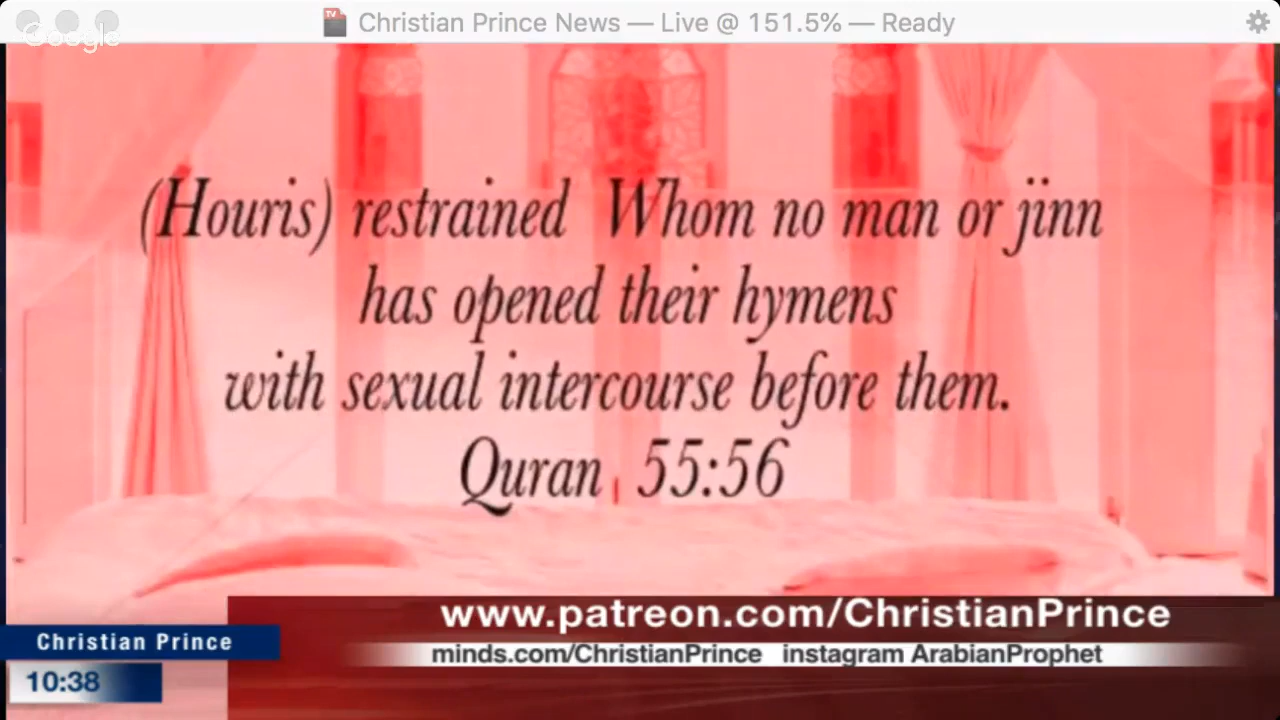 Christian Prince News — Live @ 151.5% — Ready
Google
(Houris) restrained Whom no man or jinn
has opened their hymens
with sexual intercourse before them.
Quran 55:56
www.patreon.com/ChristianPrince
Christian Prince
minds.com/ChristianPrince instagram ArabianProphet
10:38